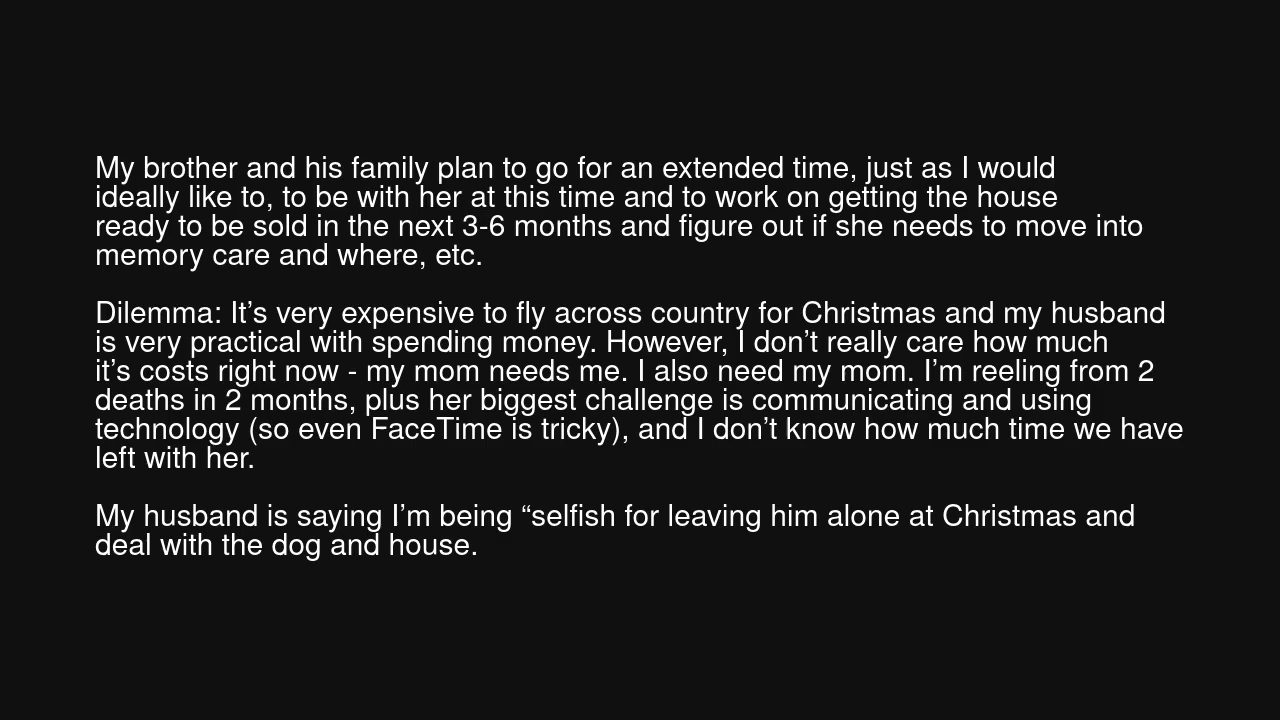 My brother and his family plan to go for an extended time, just as I would
ideally like to, to be with her at this time and to work on getting the house
ready to be sold in the next 3-6 months and figure out if she needs to move into
memory care and where, etc.
Dilemma: It’s very expensive to fly across country for Christmas and my husband
is very practical with spending money. However, I don’t really care how much
it’s costs right now - my mom needs me. I also need my mom. I’m reeling from 2
deaths in 2 months, plus her biggest challenge is communicating and using
technology (so even FaceTime is tricky), and I don’t know how much time we have
left with her.
My husband is saying I’m being “selfish for leaving him alone at Christmas and
deal with the dog and house.